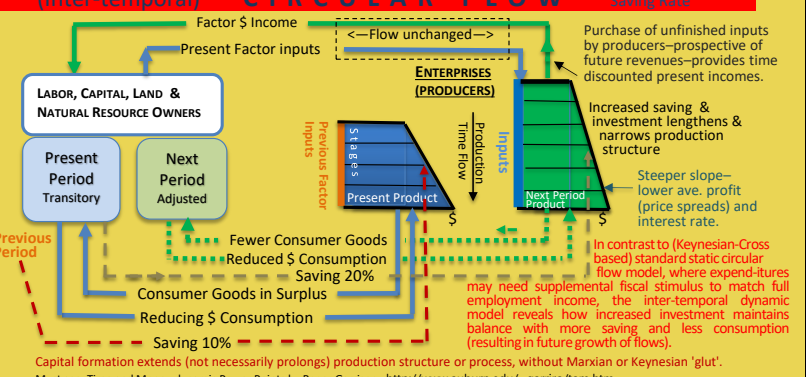 (Inter-temporal) CIRCULAR FLOW Saving Rate
Factor $ Income
<—Flow unchanged—>
Present Factor inputs
Purchase of unfinished inputs
by producers–prospective of
future revenues–provides time
discounted present incomes.
ENTERPRISES
(PRODUCERS)
LABOR, CAPITAL, LAND &
NATURAL RESOURCE OWNERS
Increased saving &
investment lengthens &
narrows production
structure
Present
Period
Transitory
Next
Period
Adjusted
Previous Factor
Inputs
Stages
Present Product
$
Production
Time Flow
Inputs
Next Period
Product
$
Steeper slope–
lower ave. profit
(price spreads) and
interest rate.
Previous
Period
Fewer Consumer Goods
Reduced $ Consumption
Saving 20%
Consumer Goods in Surplus
Reducing $ Consumption
Saving 10%
In contrast to (Keynesian-Cross
based) standard static circular
flow model, where expend-itures
may need supplemental fiscal stimulus to match full
employment income, the inter-temporal dynamic
model reveals how increased investment maintains
balance with more saving and less consumption
(resulting in future growth of flows).
Capital formation extends (not necessarily prolongs) production structure or process, without Marxian or Keynesian 'glut'.